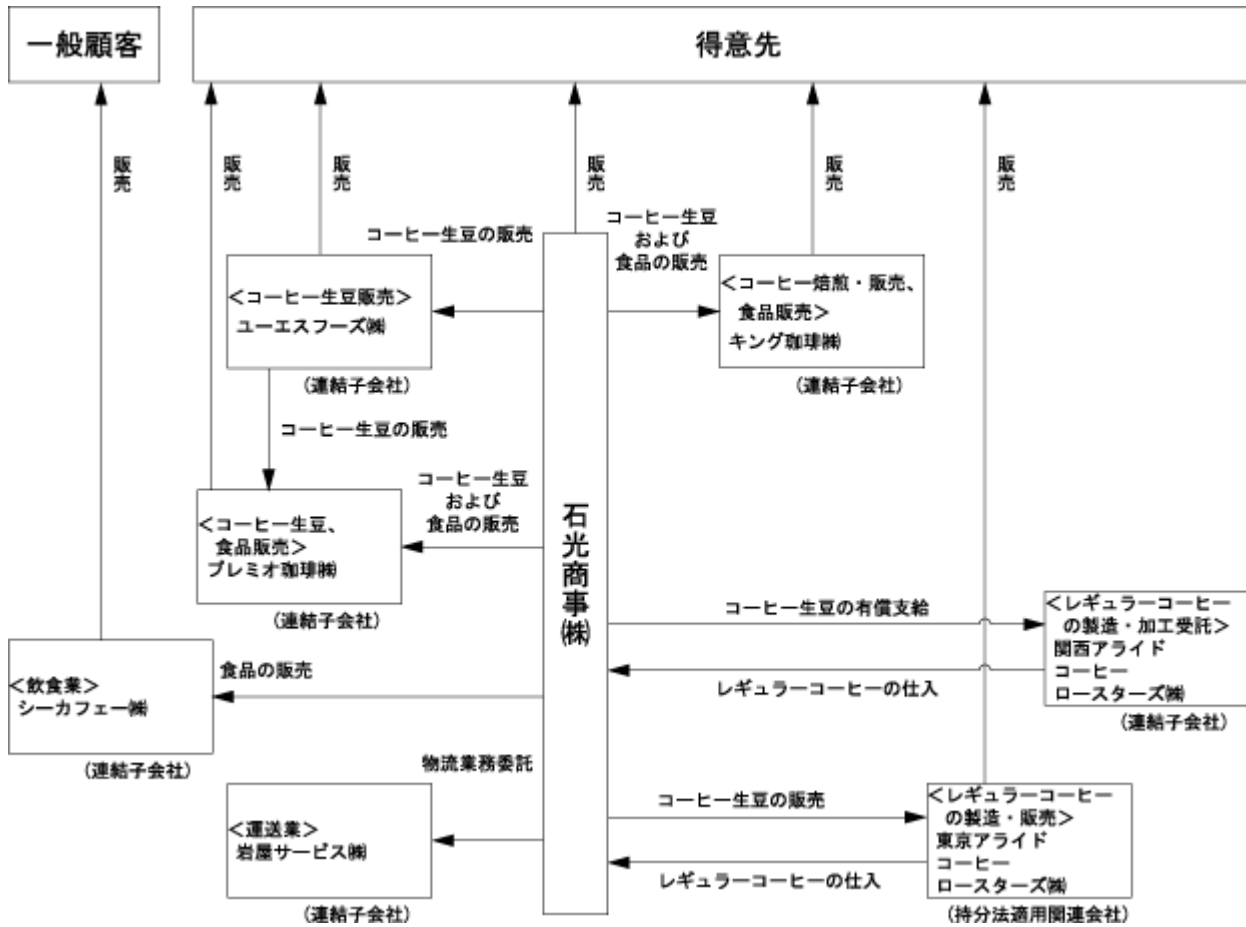 一般顧客
得意先
販売
販売
販売
販売
販売
販売
コーヒー生豆の販売
コーヒー生豆
および
食品の販売
＜コーヒー生豆販売＞
ユーエスフーズ㈱
(連結子会社)
＜コーヒー焙煎・販売、
食品販売＞
キング珈琲㈱
(連結子会社)
コーヒー生豆の販売
コーヒー生豆
および
食品の販売
＜コーヒー生豆、
食品販売＞
プレミオ珈琲㈱
(連結子会社)
石光商事㈱
コーヒー生豆の有償支給
レギュラーコーヒーの仕入
＜レギュラーコーヒー
の製造・加工受託＞
関西アライド
コーヒー
ロースターズ㈱
(連結子会社)
食品の販売
＜飲食業＞
シーカフェー㈱
(連結子会社)
物流業務委託
＜運送業＞
岩屋サービス㈱
(連結子会社)
コーヒー生豆の販売
レギュラーコーヒーの仕入
＜レギュラーコーヒー
の製造・販売＞
東京アライド
コーヒー
ロースターズ㈱
(持分法適用関連会社)